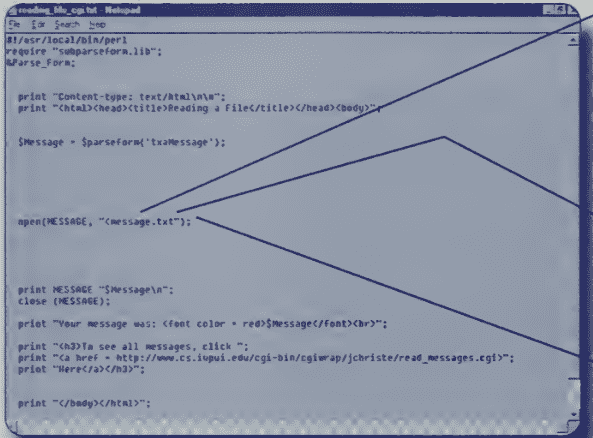 reading_file_cgi.txt - Notepad
File Edit Search Help
#!/usr/local/bin/perl
require "subparseform.lib";
&Parse_Form;
print "Content-type: text/html\n\n";
print "<html><head><title>Reading a File</title></head><body>";
$Message = $parseform{'txaMessage'};
open(MESSAGE, "<message.txt");
print MESSAGE "$Message\n";
close (MESSAGE);
print "Your message was: <font color = red>$Message</font><hr>";
print "<h3>To see all messages, click ";
print "<a href = http://www.cs.iupui.edu/cgi-bin/cgiwrap/jchriste/read_messages.cgi>";
print "Here</a></h3>";
print "</body></html>";